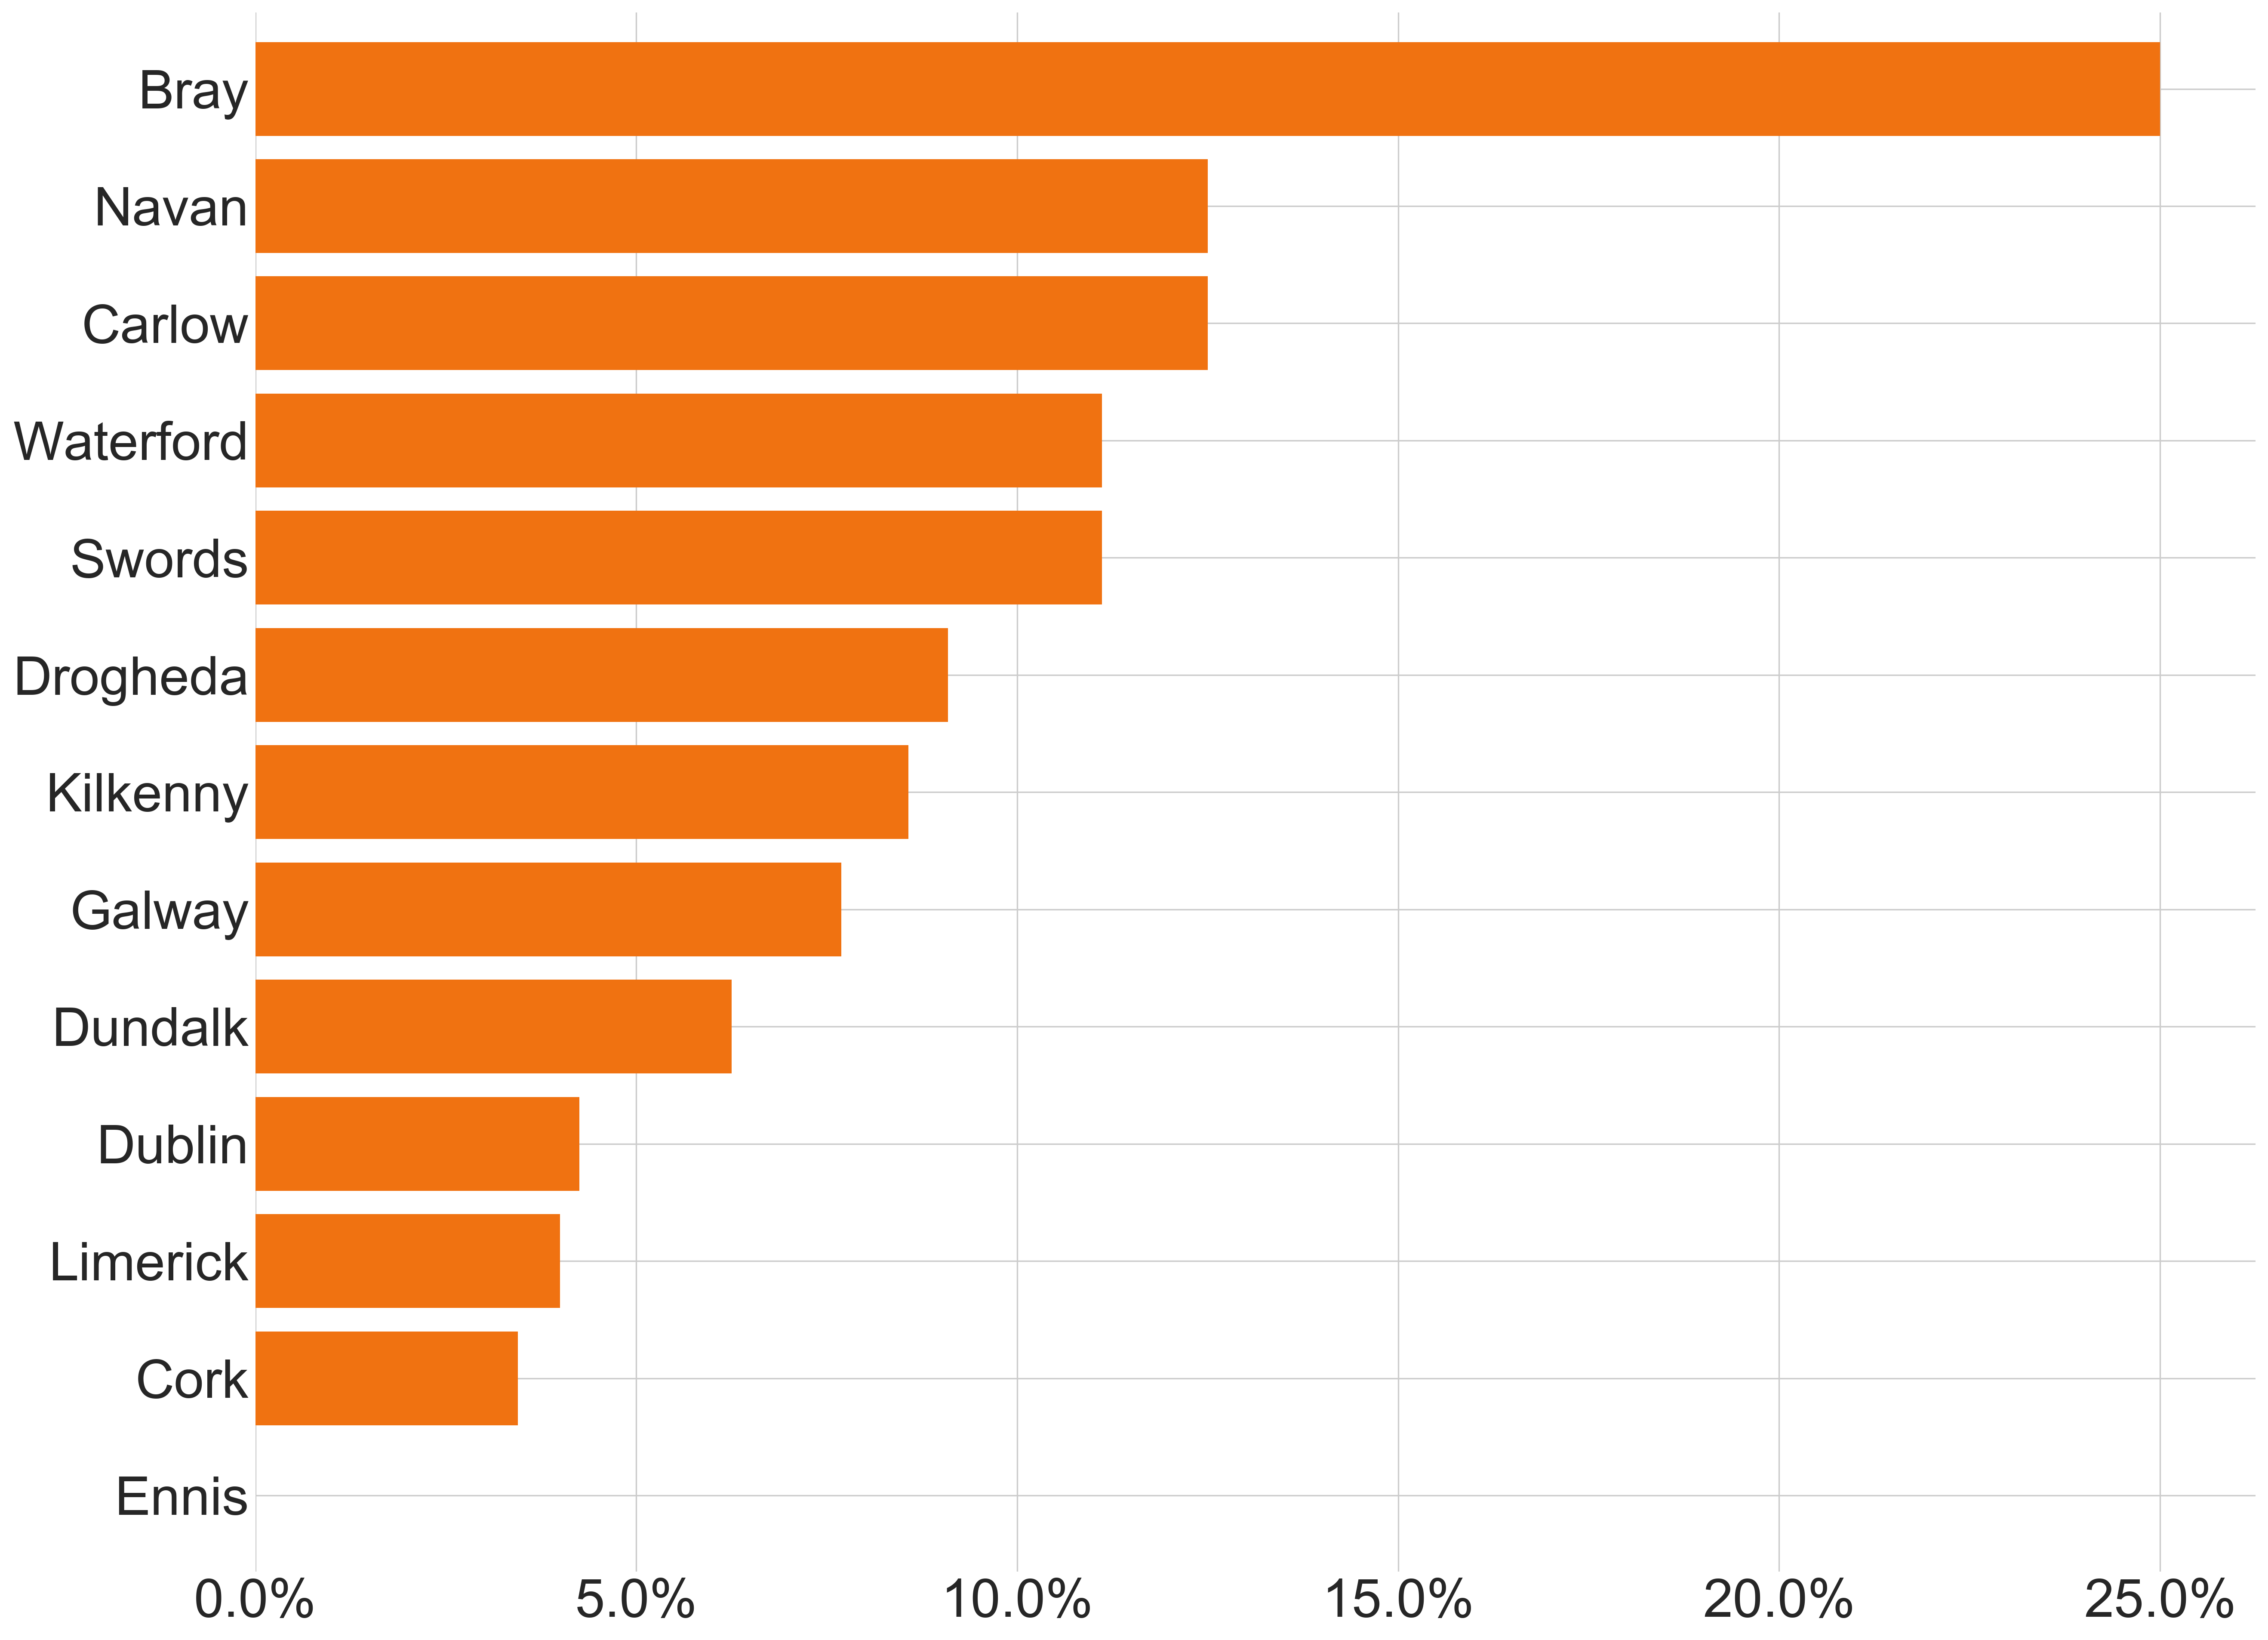 Bray
Navan
Carlow
Waterford
Swords
Drogheda
Kilkenny
Galway
Dundalk
Dublin
Limerick
Cork
Ennis
0.0% 5.0% 10.0% 15.0% 20.0% 25.0%